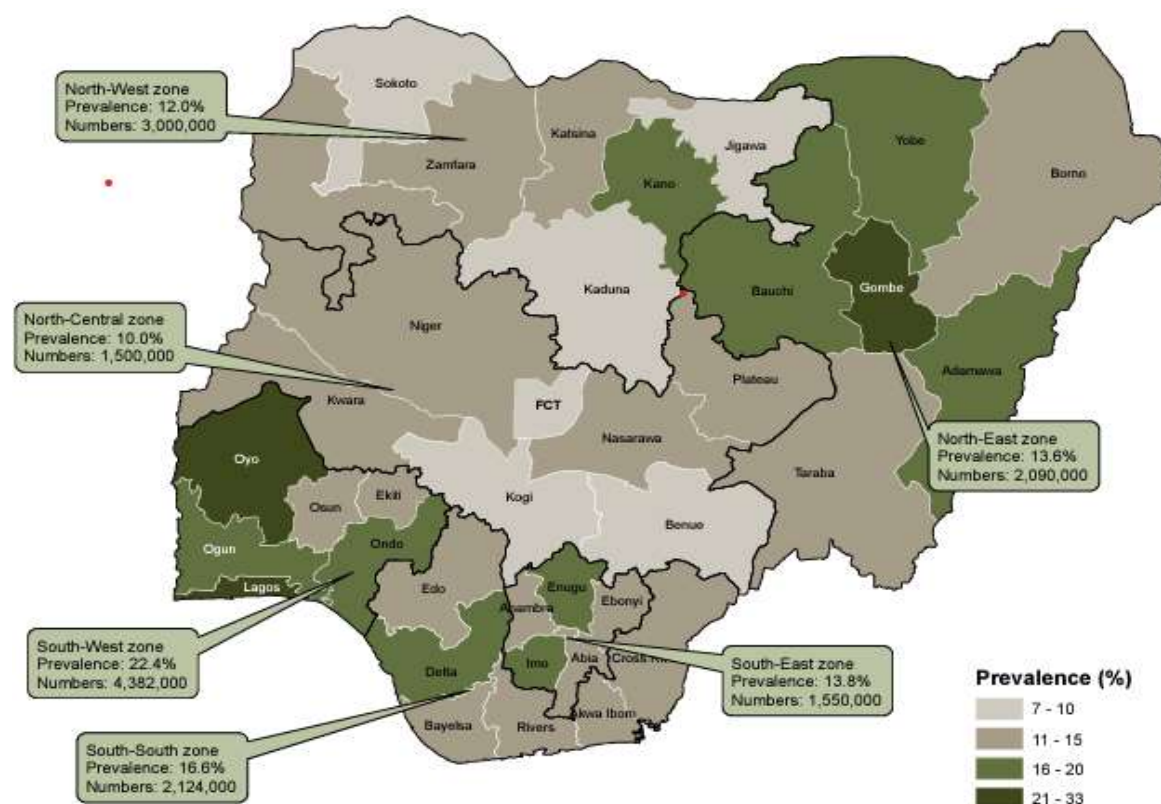 Sokoto
North-West zone
Prevalence: 12.0%
Numbers: 3,000,000
Katsina
Jigawa
Yobe
Zamfara
Kano
Borno
Kaduna
Bauchi
Gombe
North-Central zone
Prevalence: 10.0%
Numbers: 1,500,000
Niger
Plateau
Adamawa
Kwara
FCT
Nasarawa
North-East zone
Prevalence: 13.6%
Numbers: 2,090,000
Taraba
Oyo
Kogi
Ekiti
Osun
Benue
Ogun
Ondo
Lagos
Edo
Enugu
Anambra
Ebonyi
South-West zone
Prevalence: 22.4%
Numbers: 4,382,000
Delta
Imo
Abia
South-East zone
Prevalence: 13.8%
Numbers: 1,550,000
Bayelsa
Rivers
Akwa Ibom
South-South zone
Prevalence: 16.6%
Numbers: 2,124,000
Prevalence (%)
7 - 10
11 - 15
16 - 20
21 - 33